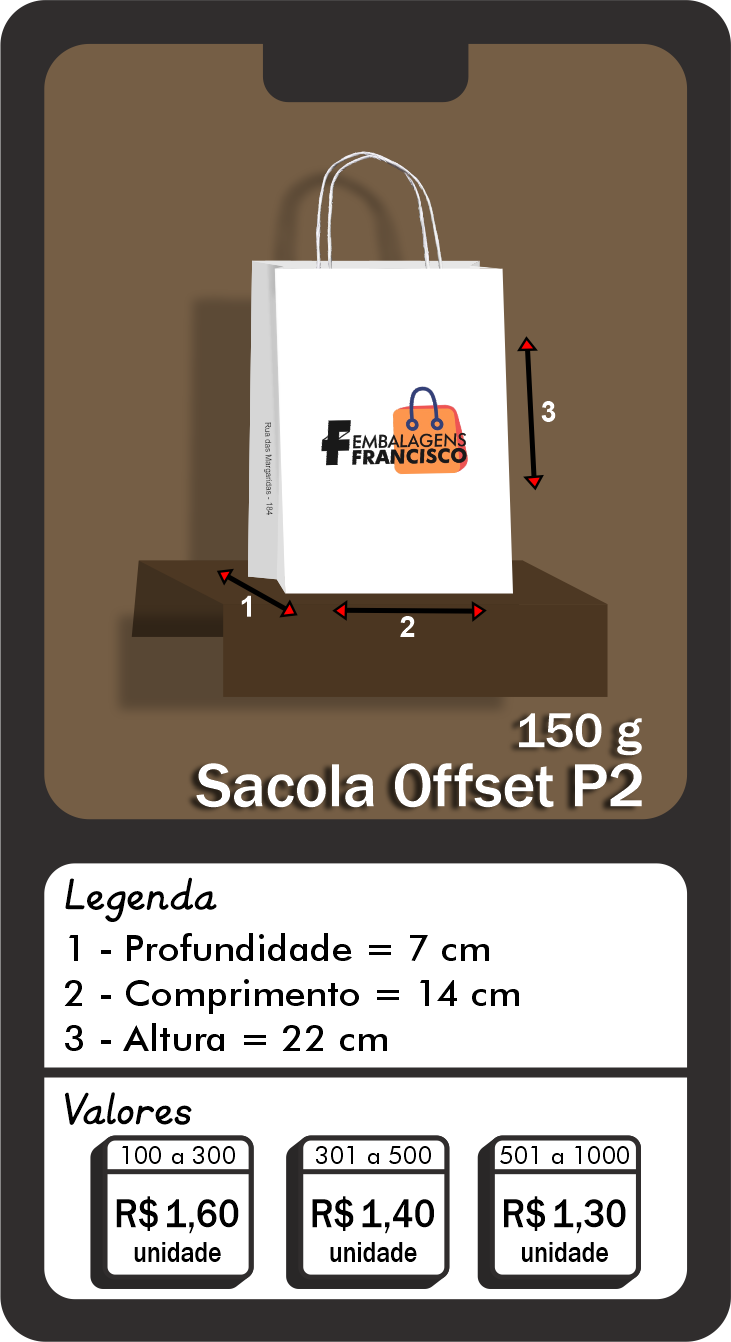 EMBALAGENS
FRANCISCO
Rua das Margaridas - 184
3
1
2
150 g
Sacola Offset P2
Legenda
1 - Profundidade = 7 cm
2 - Comprimento = 14 cm
3 - Altura = 22 cm
Valores
100 a 300
R$ 1,60
unidade
301 a 500
R$ 1,40
unidade
501 a 1000
R$ 1,30
unidade